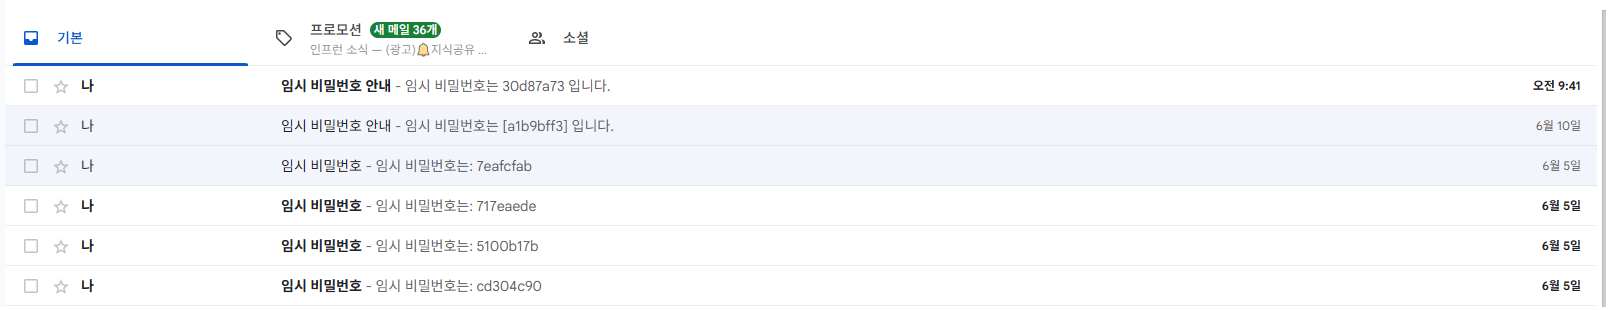 기본
프로모션 새 메일 36개
인프런 소식 — (광고)🔔지식공유 ...
소셜
나 임시 비밀번호 안내 - 임시 비밀번호는 30d87a73 입니다. 오전 9:41
나 임시 비밀번호 안내 - 임시 비밀번호는 [a1b9bff3] 입니다. 6월 10일
나 임시 비밀번호 - 임시 비밀번호는: 7eafcfab 6월 5일
나 임시 비밀번호 - 임시 비밀번호는: 717eaede 6월 5일
나 임시 비밀번호 - 임시 비밀번호는: 5100b17b 6월 5일
나 임시 비밀번호 - 임시 비밀번호는: cd304c90 6월 5일